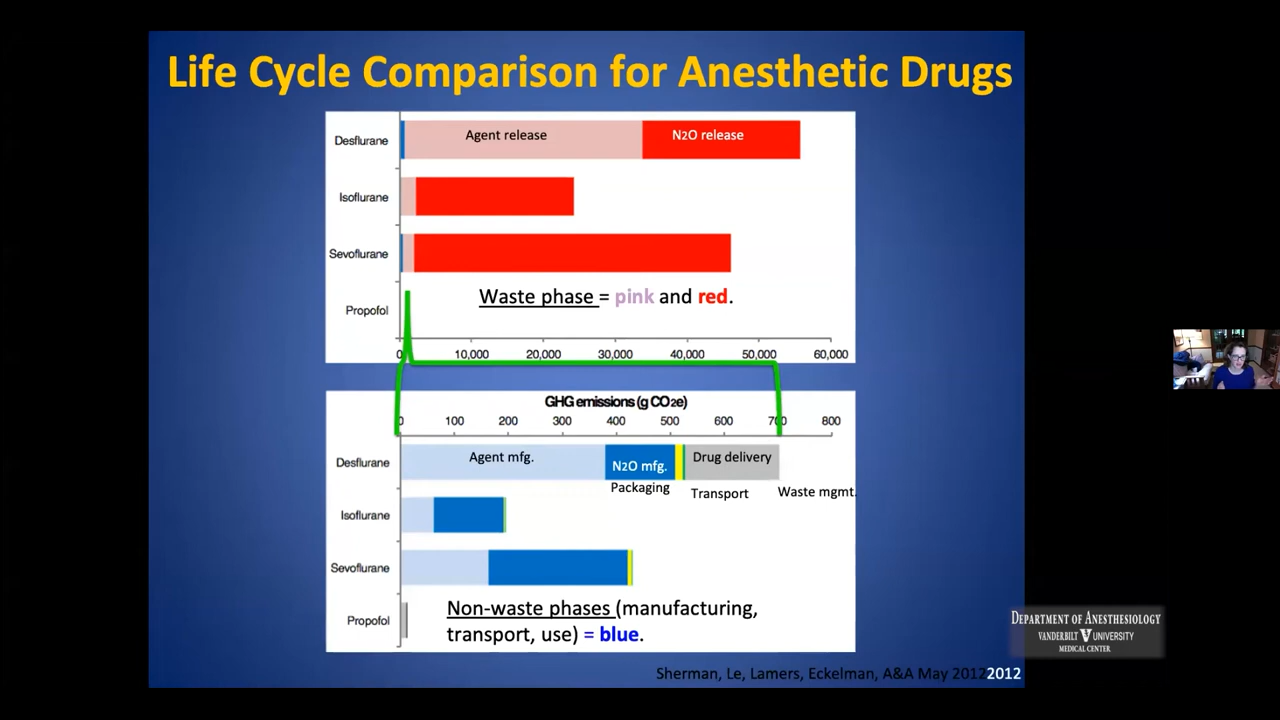 Life Cycle Comparison for Anesthetic Drugs
Desflurane
Agent release
N2O release
Isoflurane
Sevoflurane
Waste phase = pink and red.
Propofol
0 10,000 20,000 30,000 40,000 50,000 60,000
GHG emissions (g CO2e)
0 100 200 300 400 500 600 700 800
Desflurane
Agent mfg.
N2O mfg.
Drug delivery
Packaging
Transport
Waste mgmt.
Isoflurane
Sevoflurane
Propofol
Non-waste phases (manufacturing,
transport, use) = blue.
DEPARTMENT OF ANESTHESIOLOGY
VANDERBILT UNIVERSITY
MEDICAL CENTER
Sherman, Le, Lamers, Eckelman, A&A May 2012 2012